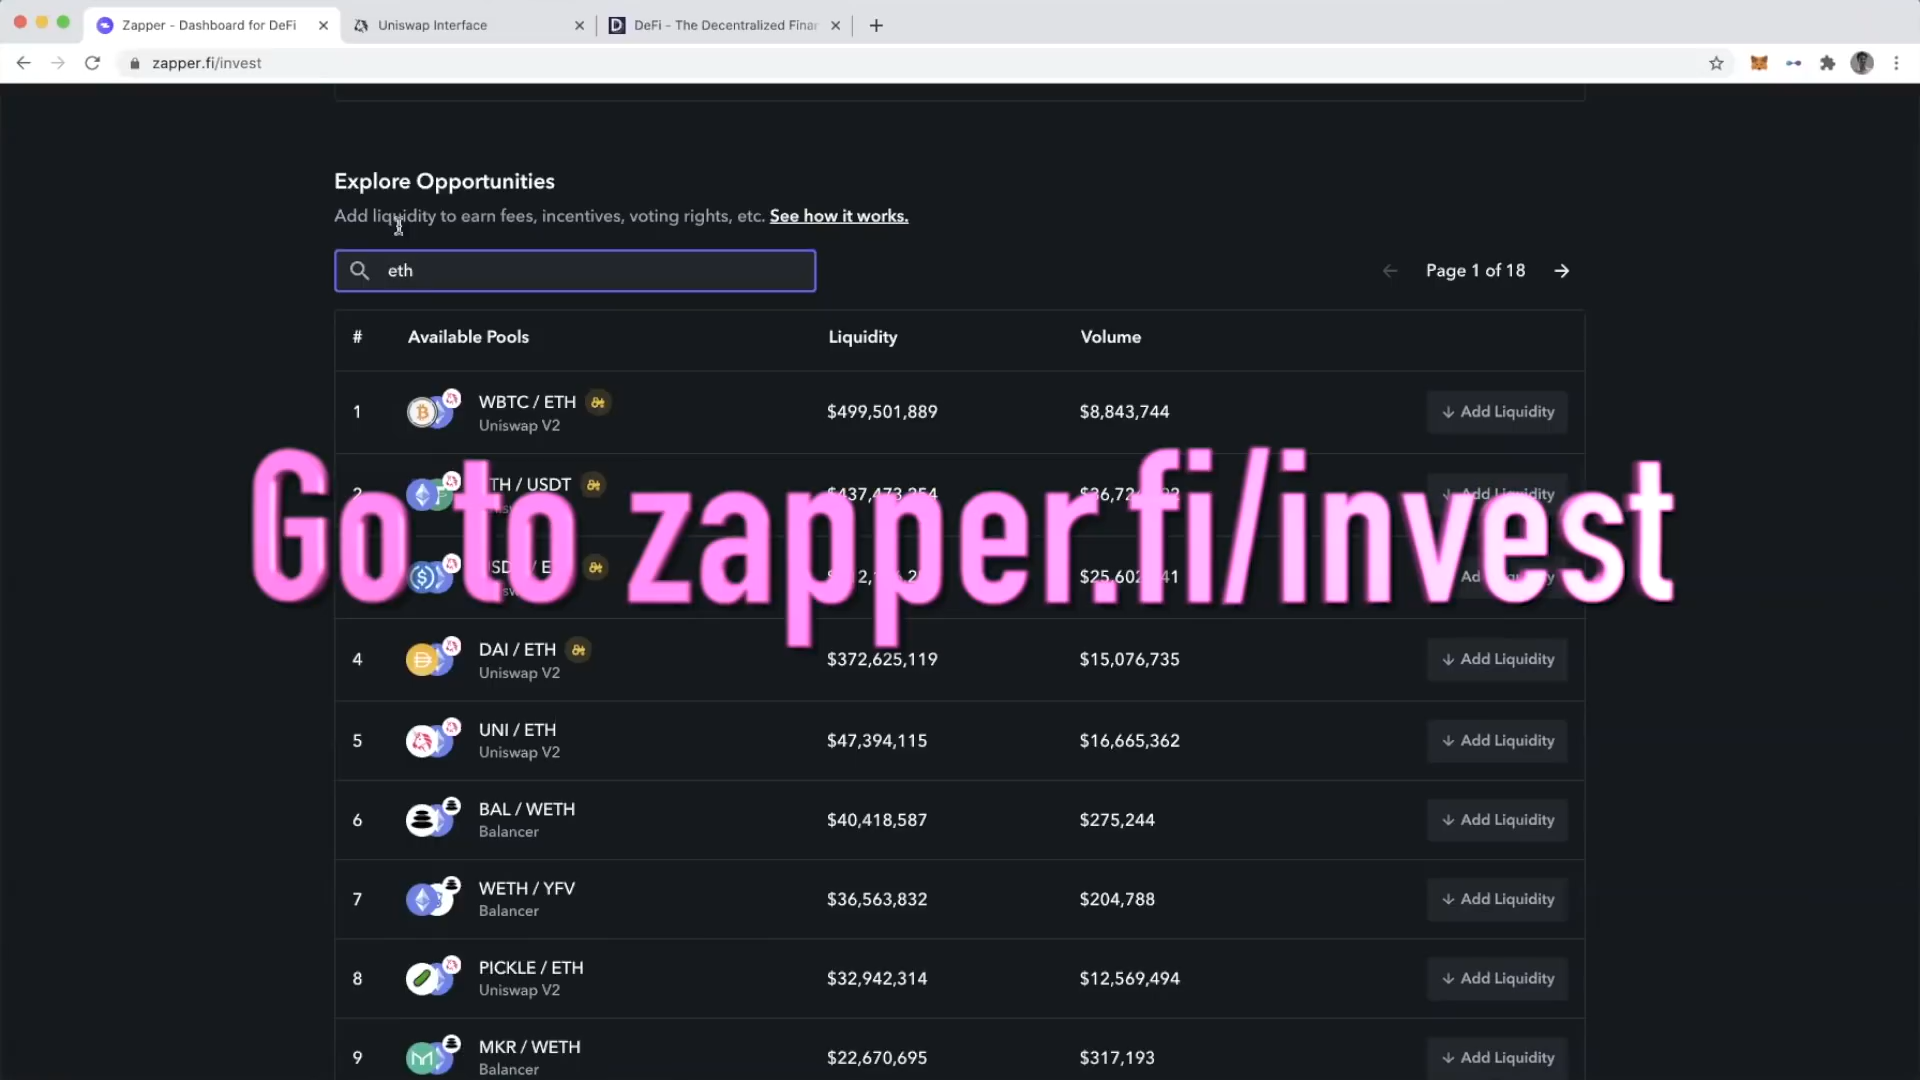 Zapper - Dashboard for DeFi
Uniswap Interface
DeFi - The Decentralized Finan
zapper.fi/invest
Explore Opportunities
Add liquidity to earn fees, incentives, voting rights, etc. See how it works.
eth
Page 1 of 18
# Available Pools Liquidity Volume
1 WBTC / ETH $499,501,889 $8,843,744 Add Liquidity
Uniswap V2
/ USDT
Go to zapper.fi/invest
4 DAI / ETH $372,625,119 $15,076,735 Add Liquidity
Uniswap V2
5 UNI / ETH $47,394,115 $16,665,362 Add Liquidity
Uniswap V2
6 BAL / WETH $40,418,587 $275,244 Add Liquidity
Balancer
7 WETH / YFV $36,563,832 $204,788 Add Liquidity
Balancer
8 PICKLE / ETH $32,942,314 $12,569,494 Add Liquidity
Uniswap V2
9 MKR / WETH $22,670,695 $317,193 Add Liquidity
Balancer